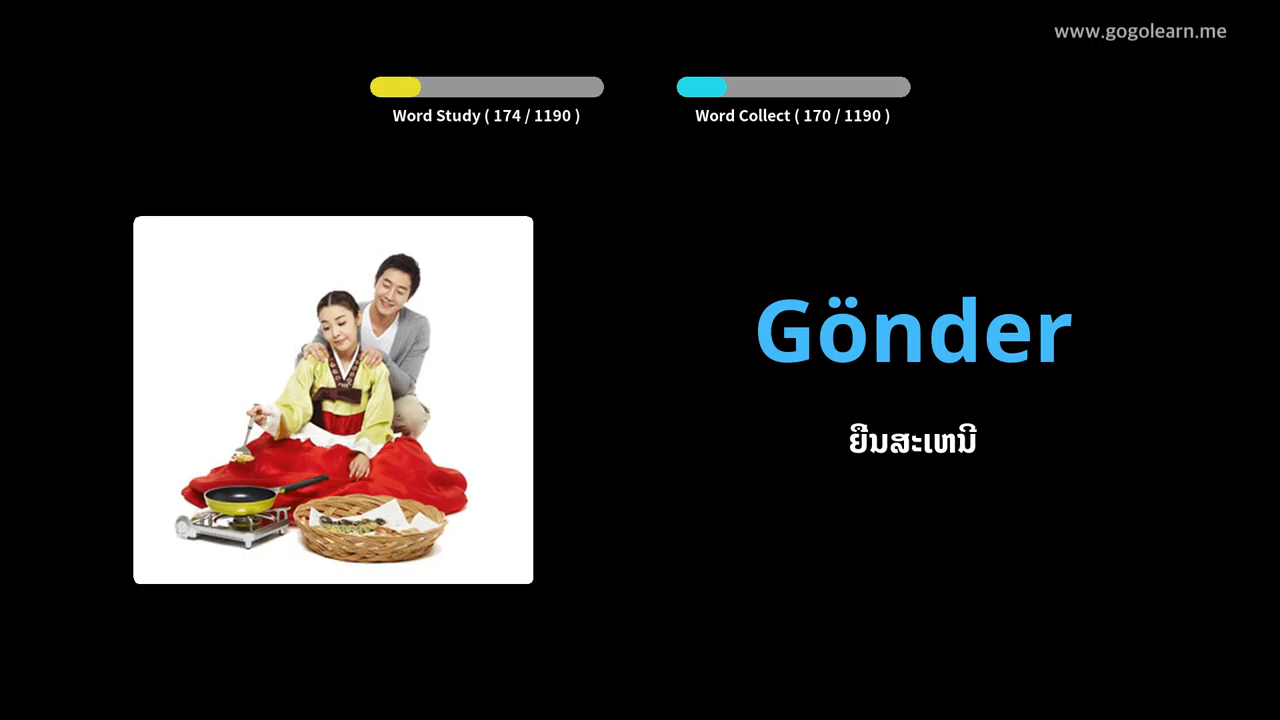 www.gogolearn.me
Word Study ( 174 / 1190 )
Word Collect ( 170 / 1190 )
Gönder
ຍືນສະເຫນີ